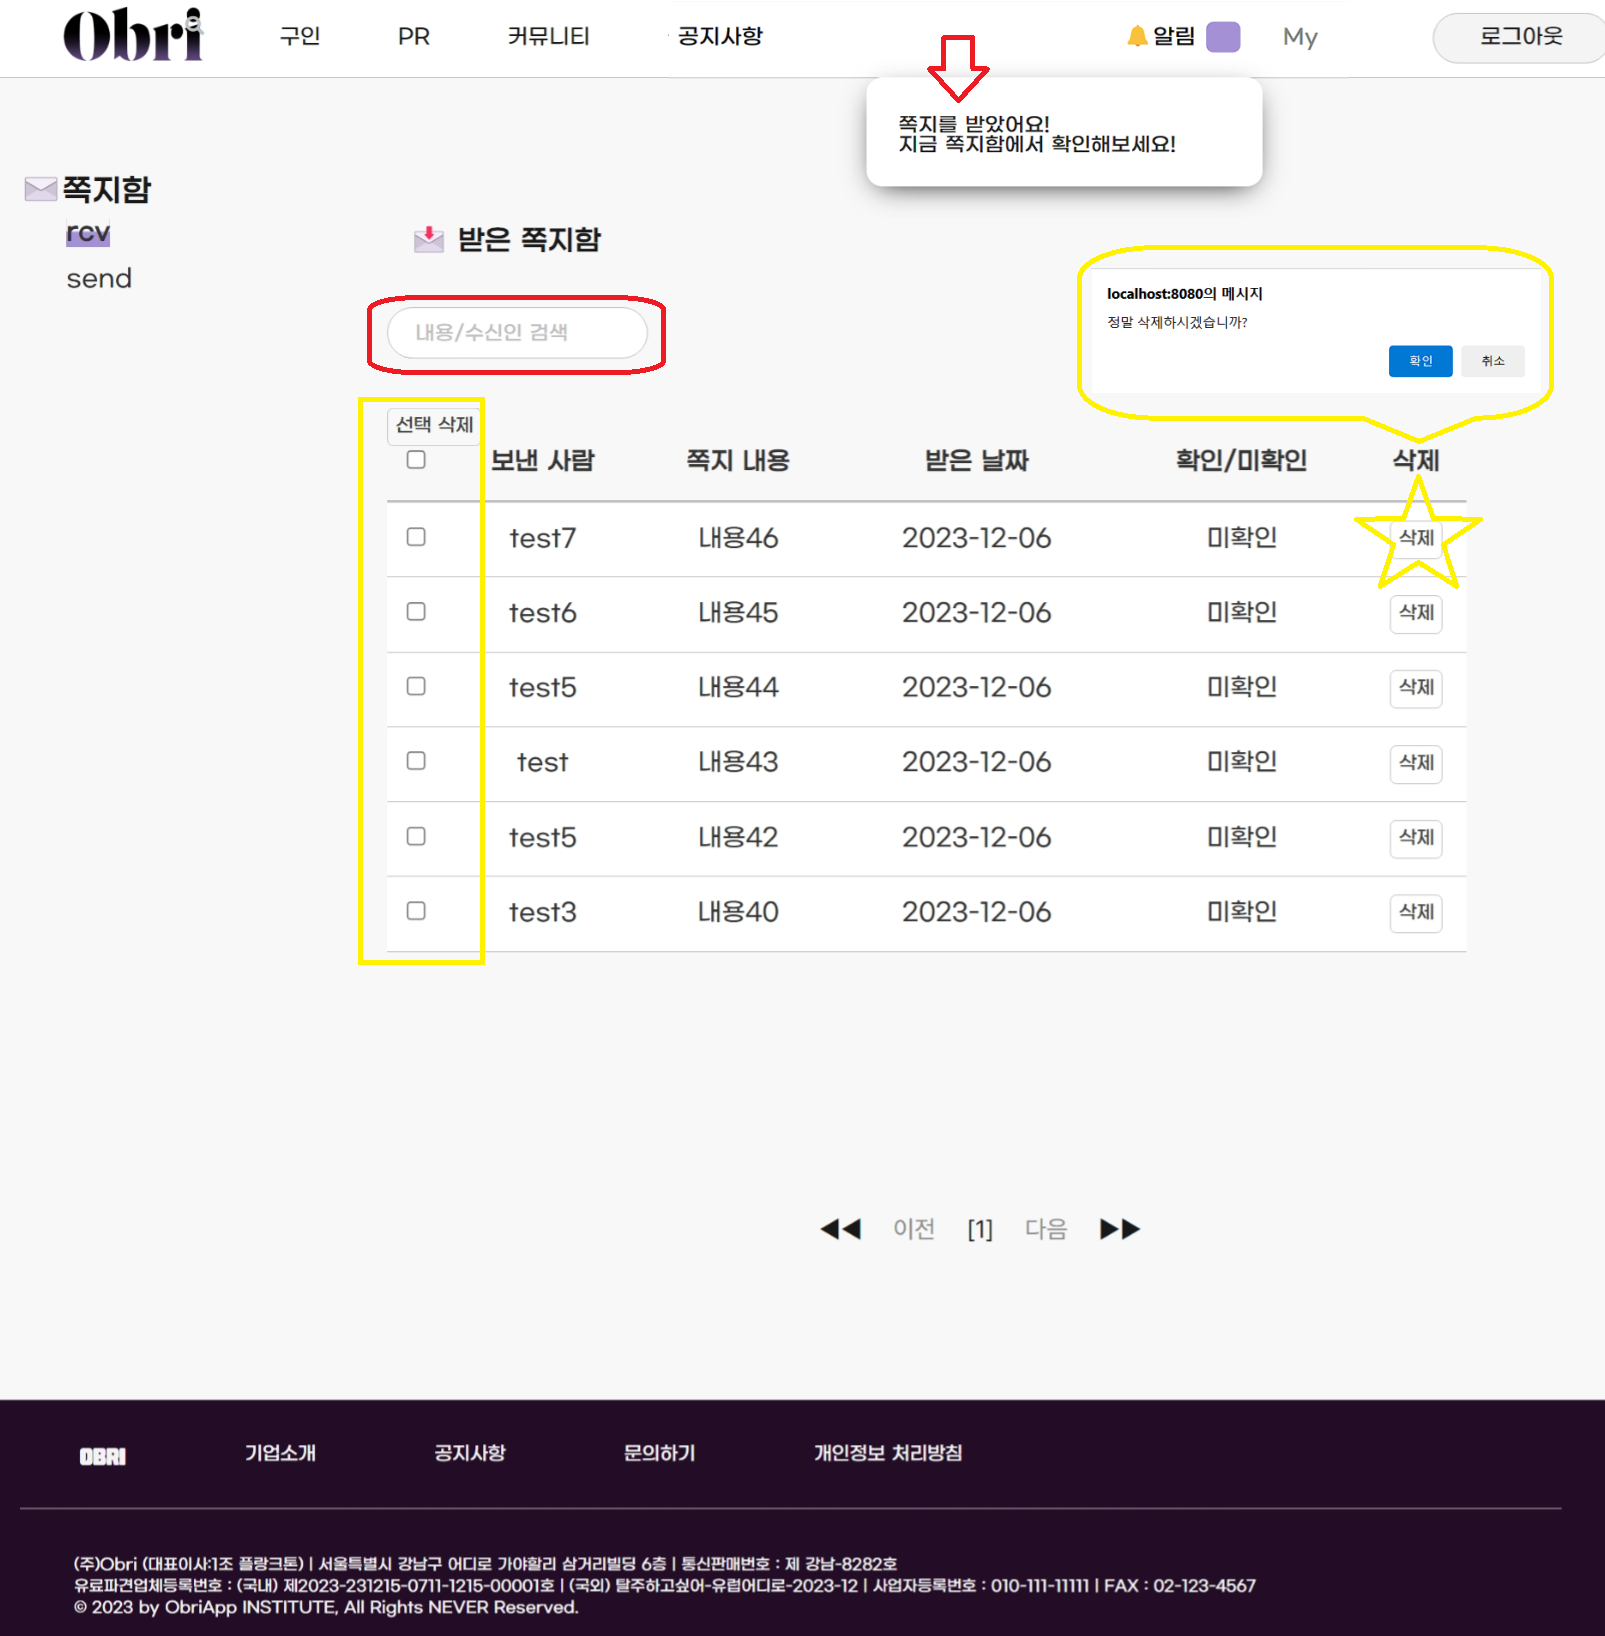 Obri 구인 PR 커뮤니티 공지사항 알림 My 로그아웃
쪽지를 받았어요!
지금 쪽지함에서 확인해보세요!
쪽지함
rcv
send
받은 쪽지함
내용/수신인 검색
localhost:8080의 메시지
정말 삭제하시겠습니까?
확인 취소
선택 삭제
보낸 사람 쪽지 내용 받은 날짜 확인/미확인 삭제
test7 내용46 2023-12-06 미확인 삭제
test6 내용45 2023-12-06 미확인 삭제
test5 내용44 2023-12-06 미확인 삭제
test 내용43 2023-12-06 미확인 삭제
test5 내용42 2023-12-06 미확인 삭제
test3 내용40 2023-12-06 미확인 삭제
◀◀ 이전 [1] 다음 ▶▶
OBRI 기업소개 공지사항 문의하기 개인정보 처리방침
(주)Obri (대표이사:1조 플랑크톤) | 서울특별시 강남구 어디로 가야할리 삼거리빌딩 6층 | 통신판매번호 : 제 강남-8282호
유료파견업체등록번호 : (국내) 제2023-231215-0711-1215-00001호 | (국외) 탈주하고싶어-유럽어디로-2023-12 | 사업자등록번호 : 010-111-11111 | FAX : 02-123-4567
© 2023 by ObriApp INSTITUTE, All Rights NEVER Reserved.